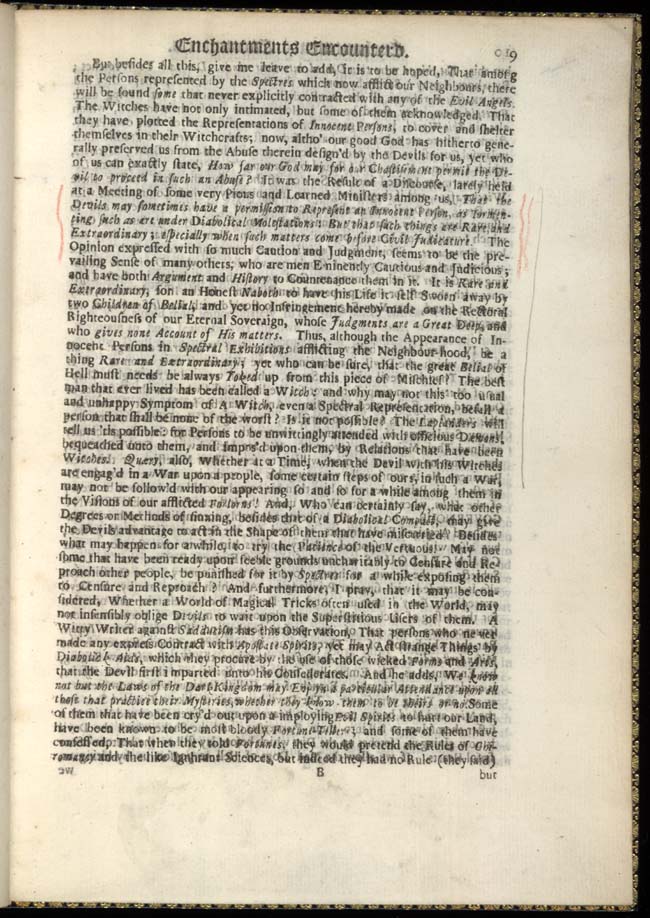 Enchantments Encounterd. 9
But besides all this, give me leave to add, it is to be hoped, That among
the Persons represented by the Spectres which now afflict our Neighbours, there
will be found some that never explicitly contracted with any of the Evil Angels.
The Witches have not only intimated, but some of them acknowledged, That
they have plotted the Representations of Innocent Persons, to cover and shelter
themselves in their Witchcrafts; now, altho' our good God has hitherto gene-
rally preserved us from the Abuse therein design'd by the Devils for us, yet who
of us can exactly state, How far our God may for our Chastisement permit the De-
vil to proceed in such an Abuse? It was the Result of a Discourse, lately held
at a Meeting of some very Pious and Learned Ministers among us, That the
Devils may sometimes have a permission to Represent an Innocent Person, as Tormen-
ting such as are under Diabolical Molestations: But that such things are Rare and
Extraordinary; especially when such matters come before Civil Judicature. The
Opinion expressed with so much Caution and Judgment, seems to be the pre-
vailing Sense of many others; who are men Eminently Cautious and Judicious;
and have both Argument and History to Countenance them in it. It is Rare and
Extraordinary, for an Honest Naboth to have his Life it self Sworn away by
two Children of Belial, and yet no Infringement hereby made on the Rectoral
Righteousness of our Eternal Soveraign, whose Judgments are a Great Deep, and
who gives none Account of His matters. Thus, although the Appearance of In-
nocent Persons in Spectral Exhibitions afflicting the Neighbour-hood, be a
thing Rare and Extraordinary; yet who can be sure, that the great Belial of
Hell must needs be always Yoked up from this piece of Mischief? The best
man that ever lived has been called a Witch: and why may not this too usual
and unhappy Symptom of A Witch, even a Spectral Representation, befall a
person that shall be none of the worst? Is it not possible? The Laplanders will
tell us 'tis possible: for Persons to be unwittingly attended with officious Dæmons,
bequeathed unto them, and impos'd upon them, by Relations that have been
Witches. Quæry, also, Whether at a Time, when the Devil with his Witches
are engag'd in a War upon a people, some certain steps of ours, in such a War,
may not be follow'd with our appearing so and so for a while among them in
the Visions of our afflicted Forlorns! And, Who can certainly say, what other
Degrees or Methods of sinning, besides that of a Diabolical Compact, may give
the Devils advantage to act in the Shape of them that have miscarried? Besides
what may happen for a while, to try the Patience of the Vertuous. May not
some that have been ready upon feeble grounds uncharitably to Censure and Re-
proach other people, be punished for it by Spectres for a while exposing them
to Censure and Reproach? And furthermore, I pray, that it may be con-
sidered, Whether a World of Magical Tricks often used in the World, may
not insensibly oblige Devils to wait upon the Superstitious Users of them. A
Witty Writer against Sadducism has this Observation, That persons who never
made any express Contract with Apostate Spirits, yet may Act strange Things by
Diabolick Aids, which they procure by the use of those wicked Forms and Arts,
that the Devil first imparted unto his Confederates. And he adds, We know
not but the Laws of the Dark Kingdom may Enjoyn a particular Attendance upon all
those that practice their Mysteries, whether they know them to be theirs or no. Some
of them that have been cry'd out upon a imploying Evil Spirits to hurt our Land,
have been known to be most bloody Fortune-Tellers; and some of them have
confessed, That when they told Fortunes, they would pretend the Rules of Chi-
romancy and the like Ignorant Sciences, but indeed they had no Rule (they said)
B but